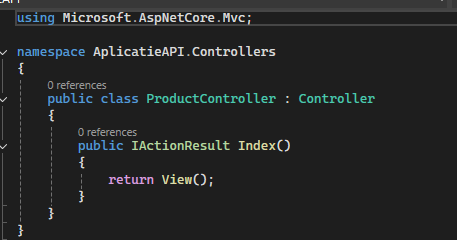 using Microsoft.AspNetCore.Mvc;
namespace AplicatieAPI.Controllers
{
0 references
public class ProductController : Controller
{
0 references
public IActionResult Index()
{
return View();
}
}
}